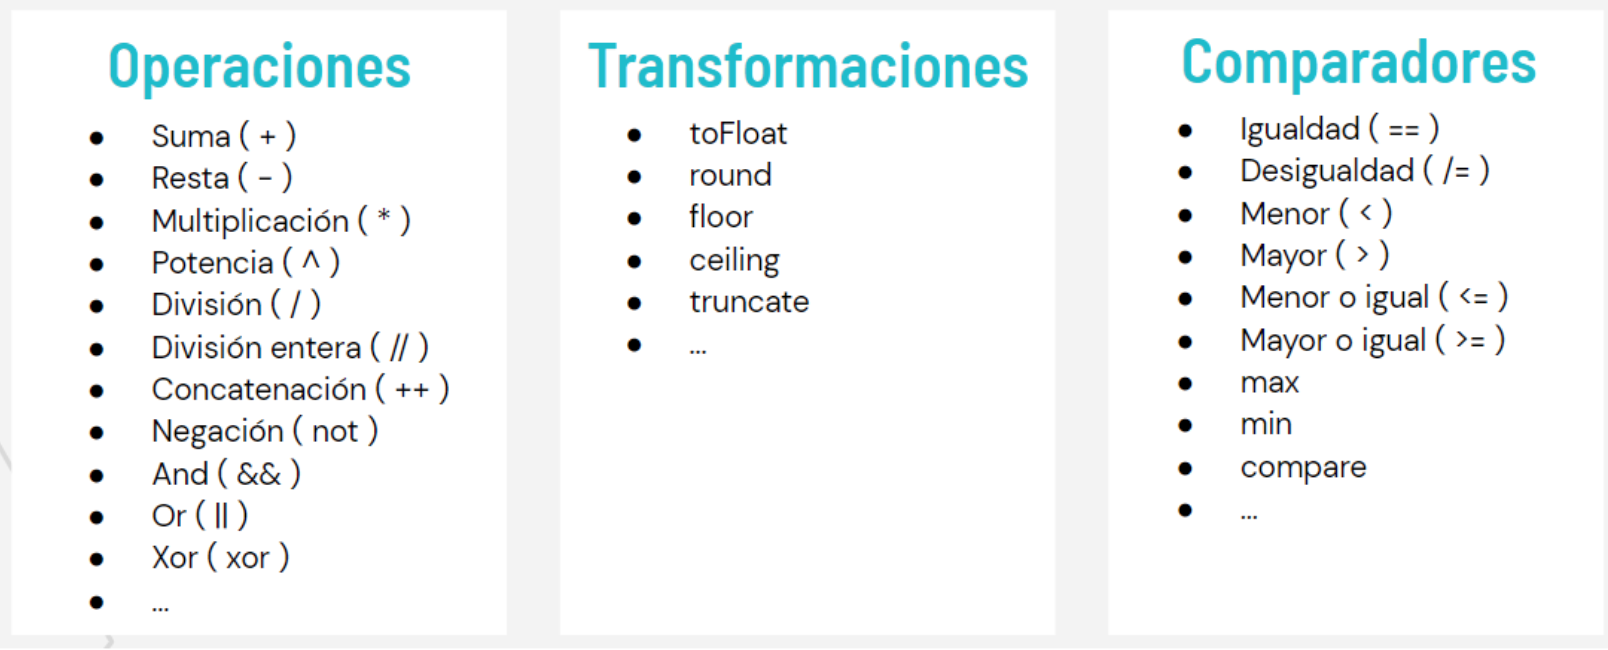 Operaciones
● Suma ( + )
● Resta ( - )
● Multiplicación ( * )
● Potencia ( ^ )
● División ( / )
● División entera ( // )
● Concatenación ( ++ )
● Negación ( not )
● And ( && )
● Or ( || )
● Xor ( xor )
● ...
Transformaciones
● toFloat
● round
● floor
● ceiling
● truncate
● ...
Comparadores
● Igualdad ( == )
● Desigualdad ( /= )
● Menor ( < )
● Mayor ( > )
● Menor o igual ( <= )
● Mayor o igual ( >= )
● max
● min
● compare
● ...